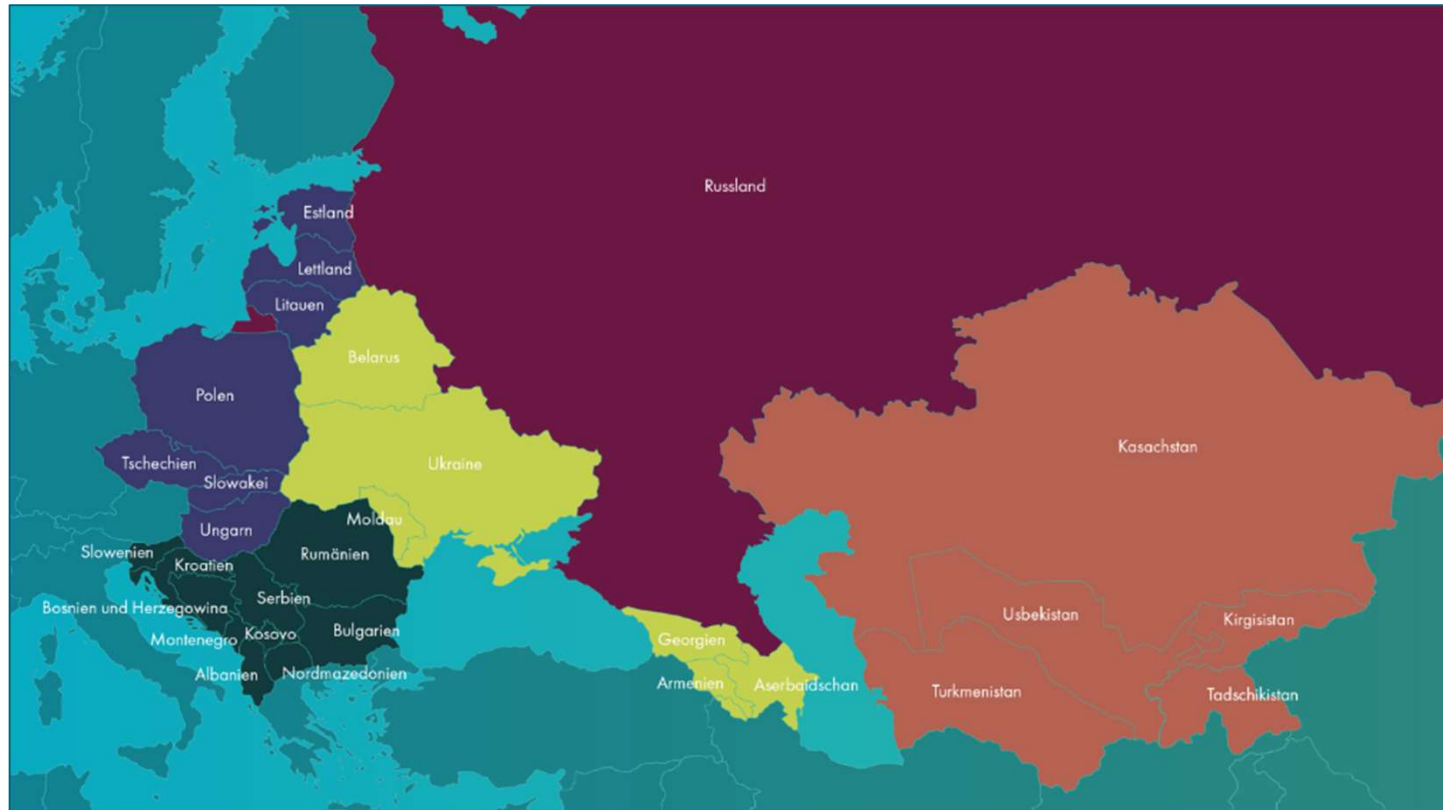 Russland
Estland
Lettland
Litauen
Belarus
Polen
Kasachstan
Tschechien
Ukraine
Slowakei
Moldau
Ungarn
Slowenien
Rumänien
Kroatien
Serbien
Bosnien und Herzegowina
Usbekistan
Kirgisistan
Kosovo
Bulgarien
Montenegro
Georgien
Albanien
Nordmazedonien
Armenien
Aserbaidschan
Turkmenistan
Tadschikistan